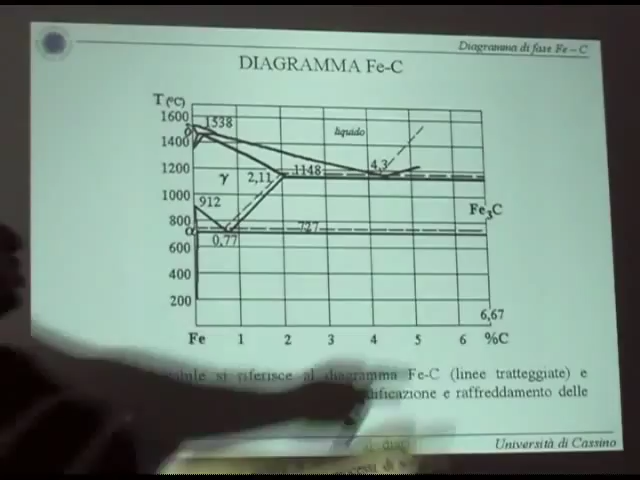 Diagramma di fase Fe – C
DIAGRAMMA Fe-C
T (°C)
1600
1538
liquido
1400
1200
γ
2,11
1148
4,3
1000
912
Fe3C
800
α
727
0,77
600
400
200
6,67
Fe 1 2 3 4 5 6 %C
si riferisce al diagramma Fe-C (linee tratteggiate) e
e raffreddamento delle
Università di Cassino